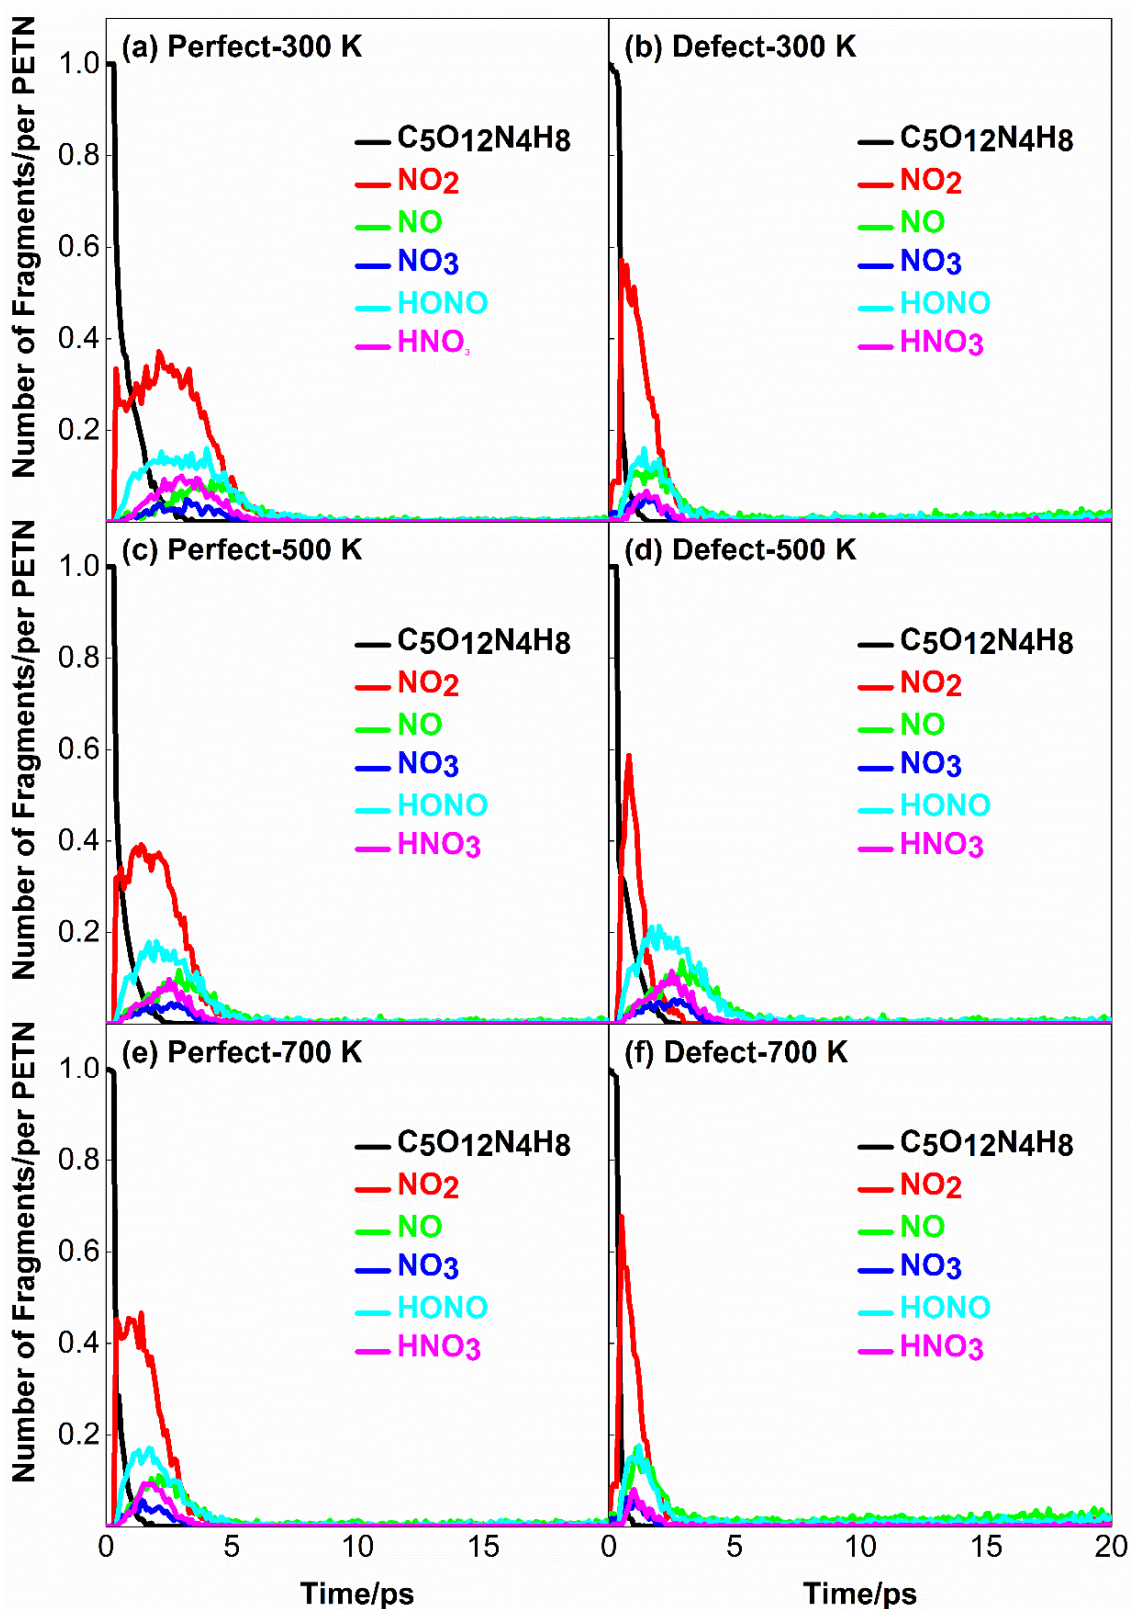 (a) Perfect-300 K
(b) Defect-300 K
Number of Fragments/per PETN
1.0
0.8
0.6
0.4
0.2
C5O12N4H8
NO2
NO
NO3
HONO
HNO3
C5O12N4H8
NO2
NO
NO3
HONO
HNO3
(c) Perfect-500 K
(d) Defect-500 K
Number of Fragments/per PETN
1.0
0.8
0.6
0.4
0.2
C5O12N4H8
NO2
NO
NO3
HONO
HNO3
C5O12N4H8
NO2
NO
NO3
HONO
HNO3
(e) Perfect-700 K
(f) Defect-700 K
Number of Fragments/per PETN
1.0
0.8
0.6
0.4
0.2
C5O12N4H8
NO2
NO
NO3
HONO
HNO3
C5O12N4H8
NO2
NO
NO3
HONO
HNO3
0 5 10 15 0 5 10 15 20
Time/ps
Time/ps